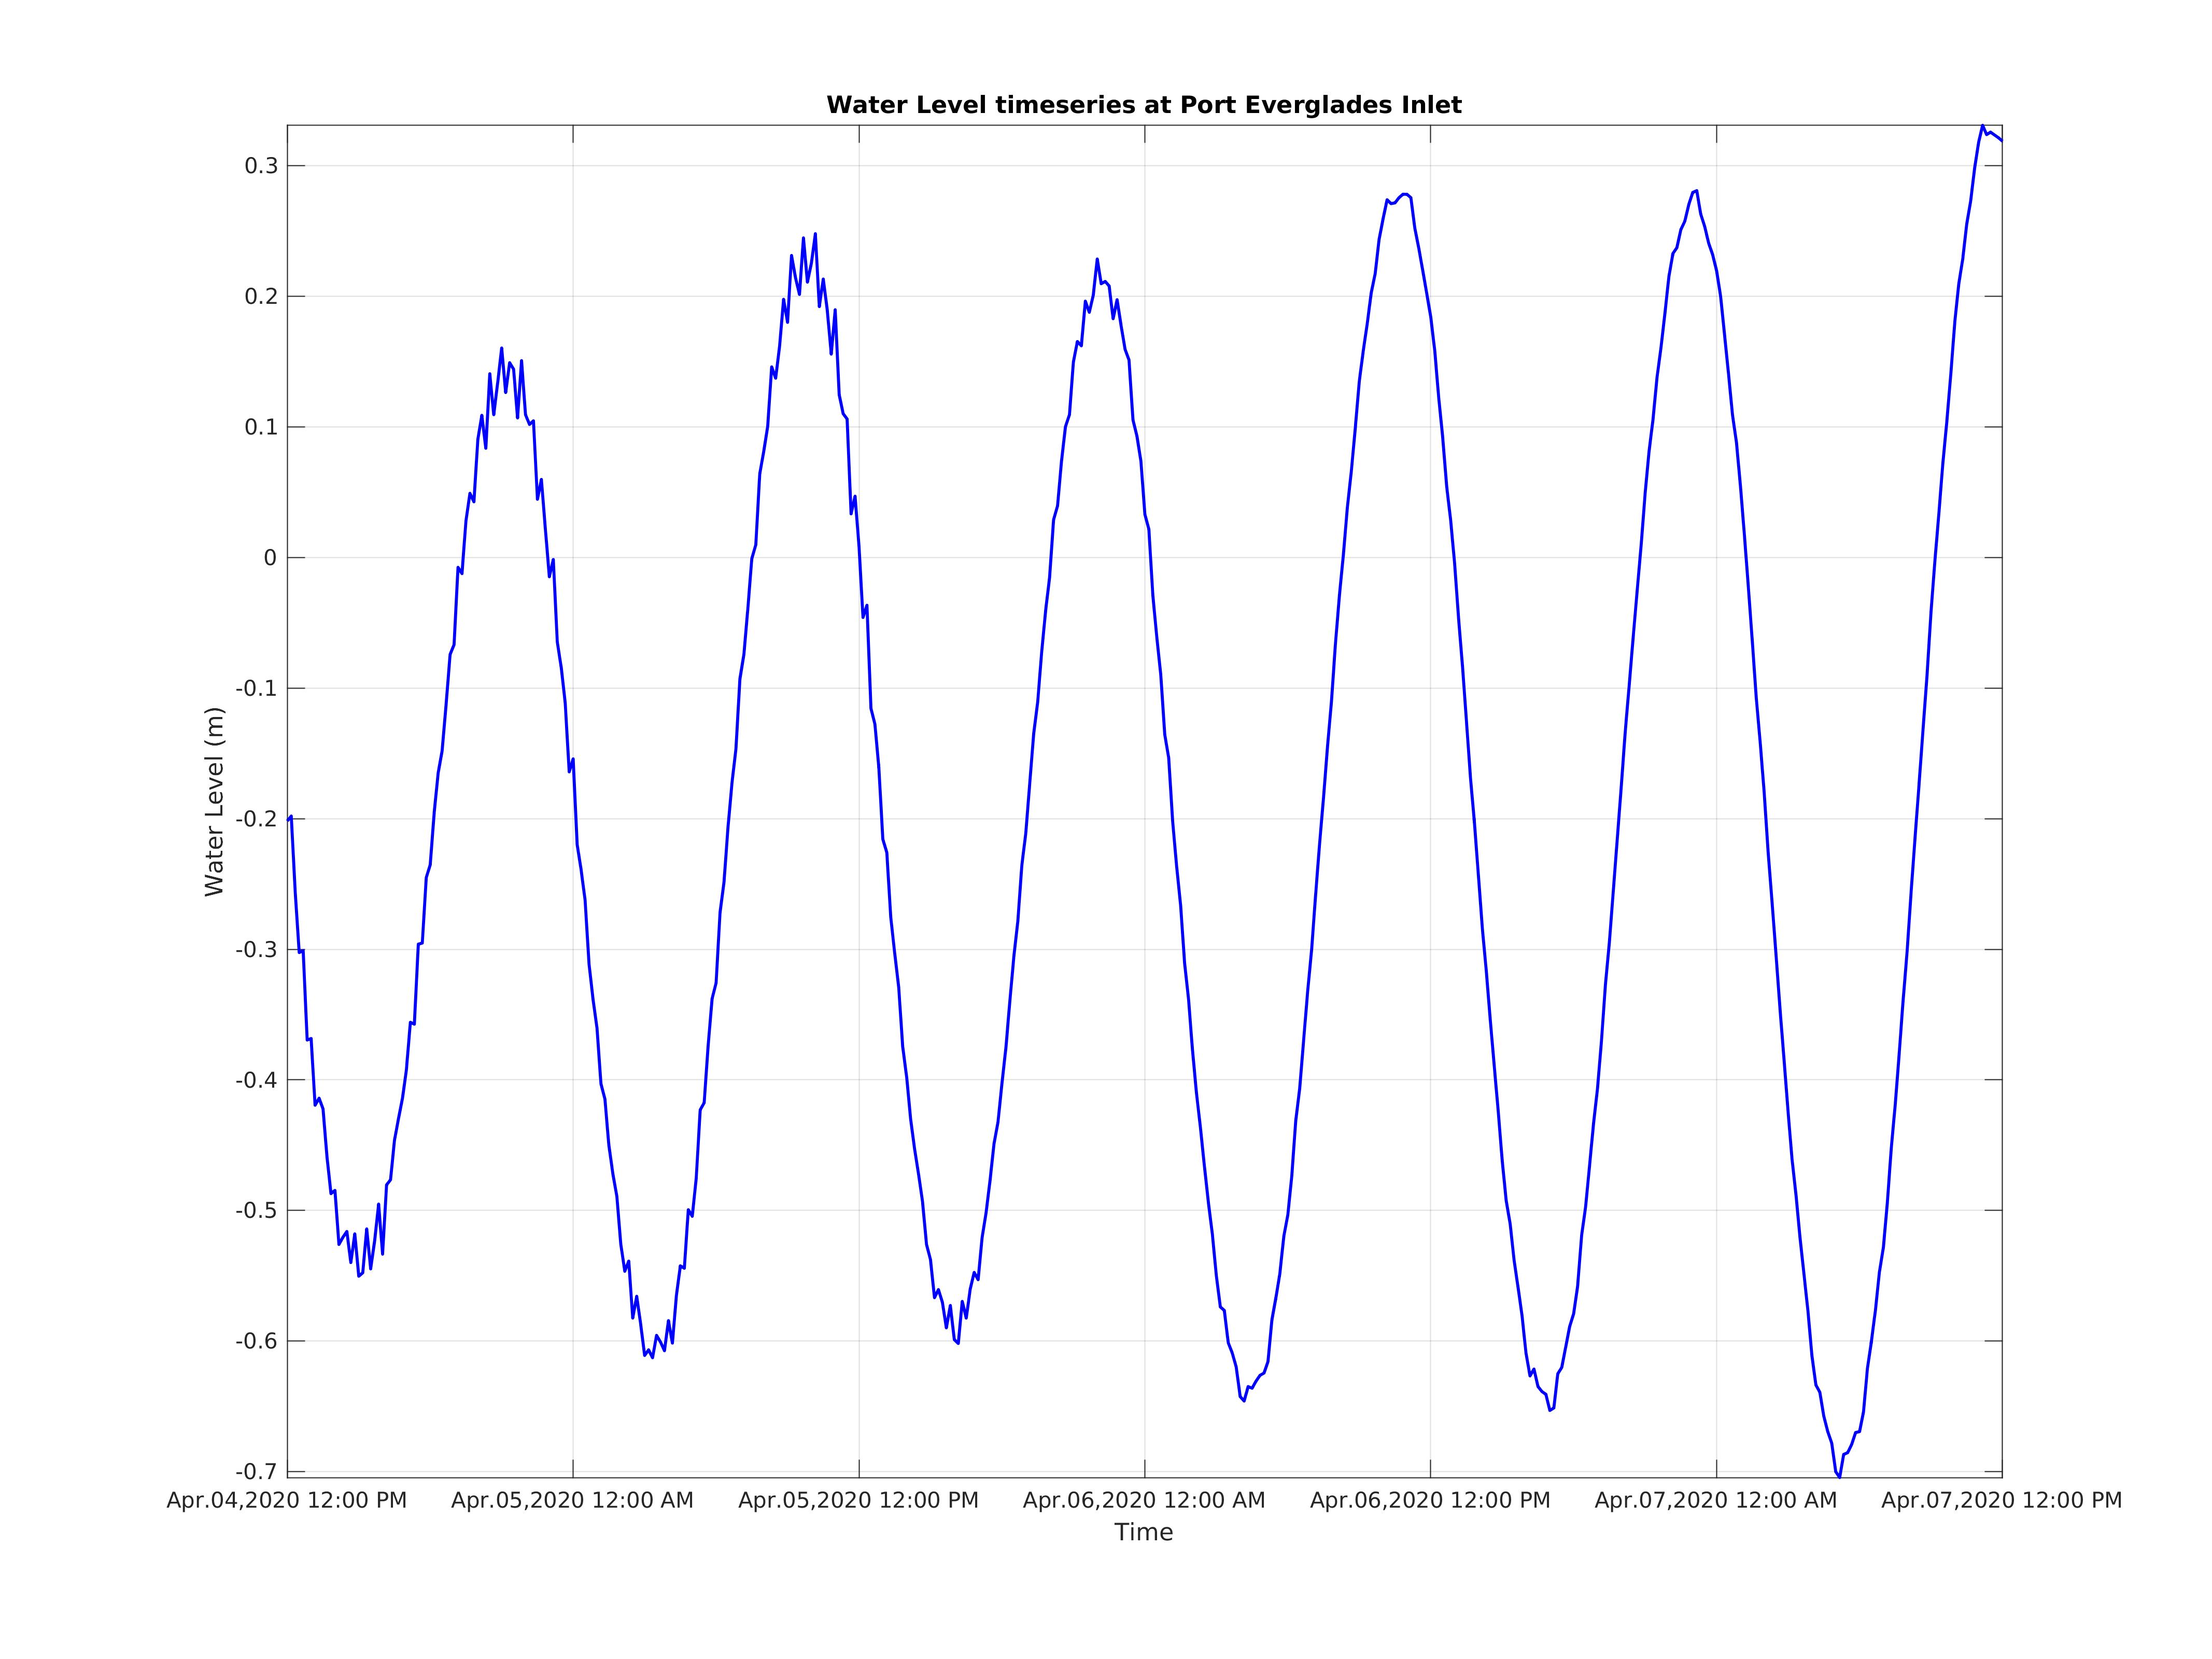 Water Level timeseries at Port Everglades Inlet
0.3
0.2
0.1
0
-0.1
-0.2
-0.3
-0.4
-0.5
-0.6
-0.7
Water Level (m)
Apr.04,2020 12:00 PM
Apr.05,2020 12:00 AM
Apr.05,2020 12:00 PM
Apr.06,2020 12:00 AM
Apr.06,2020 12:00 PM
Apr.07,2020 12:00 AM
Apr.07,2020 12:00 PM
Time